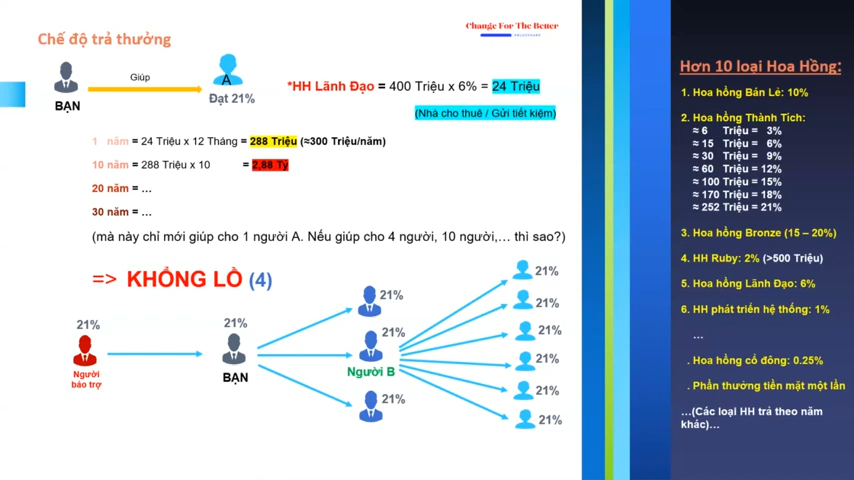 Change For The Better
Chế độ trả thưởng
Giúp
A
BẠN
Đạt 21%
*HH Lãnh Đạo = 400 Triệu x 6% = 24 Triệu
(Nhà cho thuê / Gửi tiết kiệm)
1 năm = 24 Triệu x 12 Tháng = 288 Triệu (≈300 Triệu/năm)
10 năm = 288 Triệu x 10 = 2,88 Tỷ
20 năm = ...
30 năm = ...
(mà này chỉ mới giúp cho 1 người A. Nếu giúp cho 4 người, 10 người,... thì sao?)
=> KHỔNG LỒ (4)
21%
Người
bảo trợ
21%
BẠN
21%
21%
Người B
21%
21%
21%
21%
21%
21%
21%
Hơn 10 loại Hoa Hồng:
1. Hoa hồng Bán Lẻ: 10%
2. Hoa hồng Thành Tích:
≈ 6 Triệu = 3%
≈ 15 Triệu = 6%
≈ 30 Triệu = 9%
≈ 60 Triệu = 12%
≈ 100 Triệu = 15%
≈ 170 Triệu = 18%
≈ 252 Triệu = 21%
3. Hoa hồng Bronze (15 – 20%)
4. HH Ruby: 2% (>500 Triệu)
5. Hoa hồng Lãnh Đạo: 6%
6. HH phát triển hệ thống: 1%
...
. Hoa hồng cổ đông: 0.25%
. Phần thưởng tiền mặt một lần
...(Các loại HH trả theo năm
khác)...